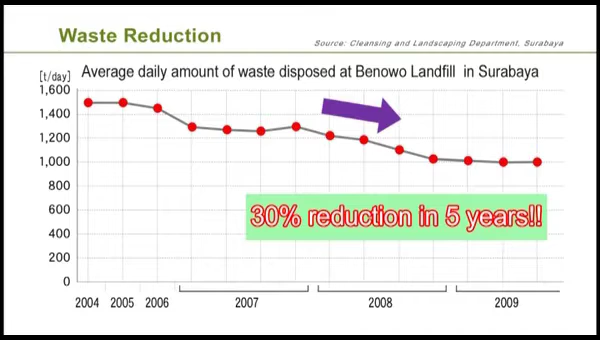 Waste Reduction
Source: Cleansing and Landscaping Department, Surabaya
[t/day]
Average daily amount of waste disposed at Benowo Landfill in Surabaya
1,600
1,400
1,200
1,000
800
600
400
200
0
30% reduction in 5 years!!
2004 2005 2006 2007 2008 2009